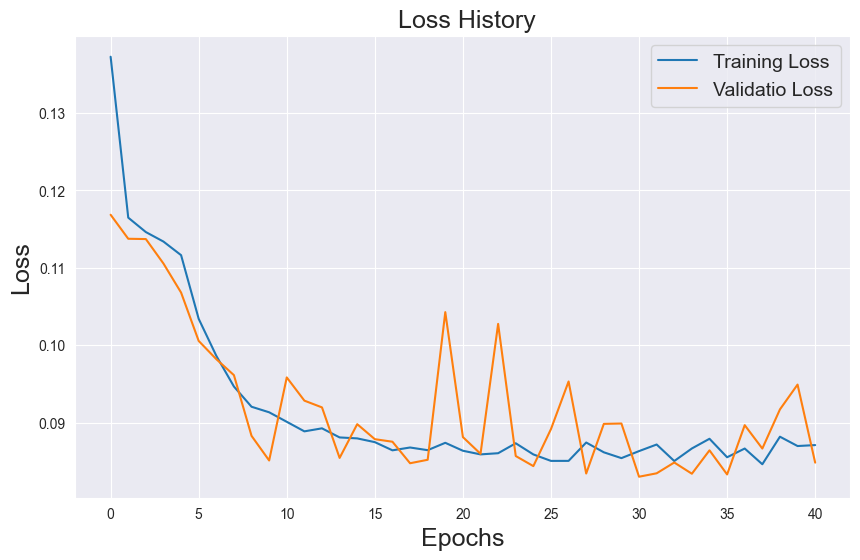 Loss History
Training Loss
Validatio Loss
0.13
0.12
0.11
0.10
0.09
Loss
0 5 10 15 20 25 30 35 40
Epochs